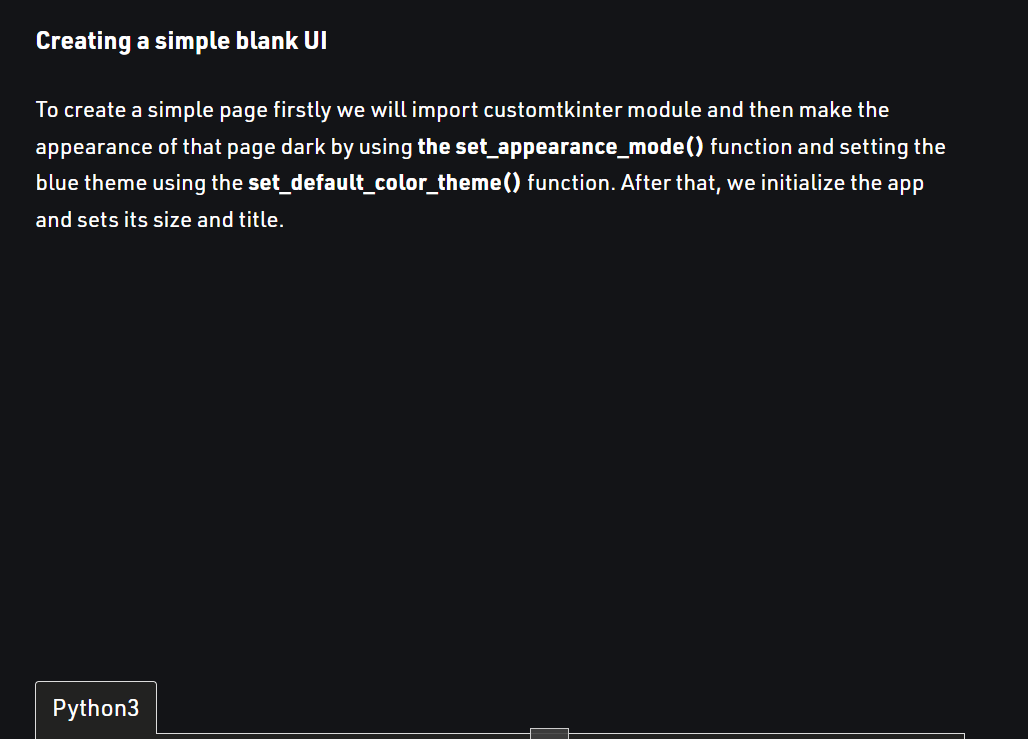 Creating a simple blank UI
To create a simple page firstly we will import customtkinter module and then make the
appearance of that page dark by using the set_appearance_mode() function and setting the
blue theme using the set_default_color_theme() function. After that, we initialize the app
and sets its size and title.
Python3